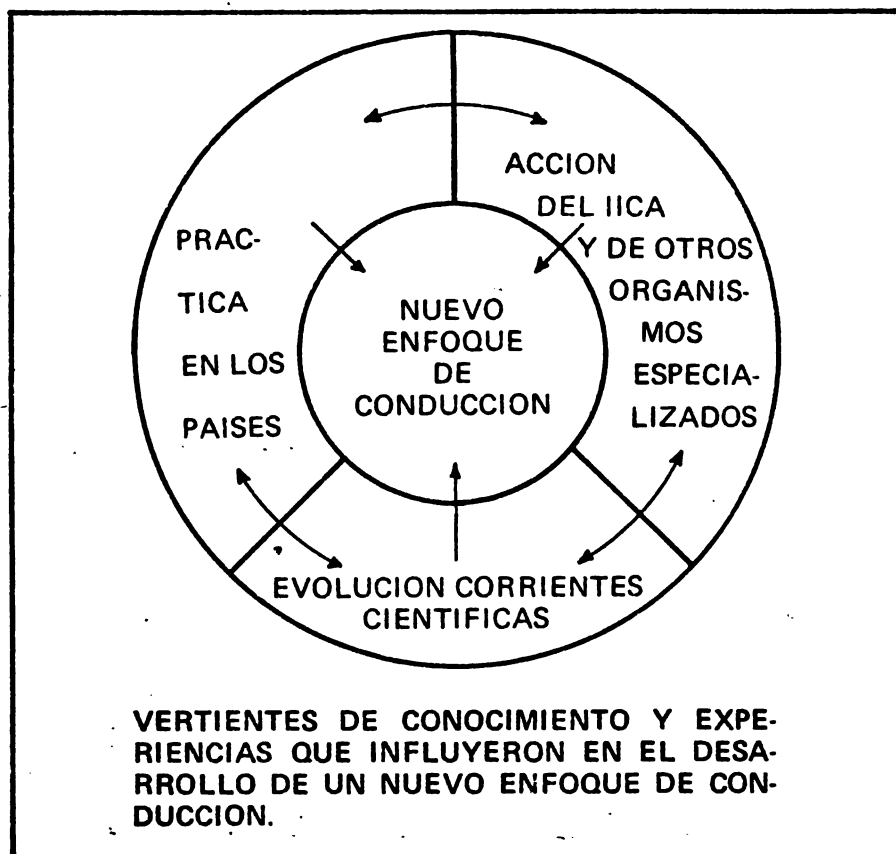 ACCION
DEL IICA
Y DE OTROS
ORGANIS-
MOS
ESPECIA-
LIZADOS
PRAC-
TICA
EN LOS
PAISES
NUEVO
ENFOQUE
DE
CONDUCCION
EVOLUCION CORRIENTES
CIENTIFICAS
VERTIENTES DE CONOCIMIENTO Y EXPE-
RIENCIAS QUE INFLUYERON EN EL DESA-
RROLLO DE UN NUEVO ENFOQUE DE CON-
DUCCION.